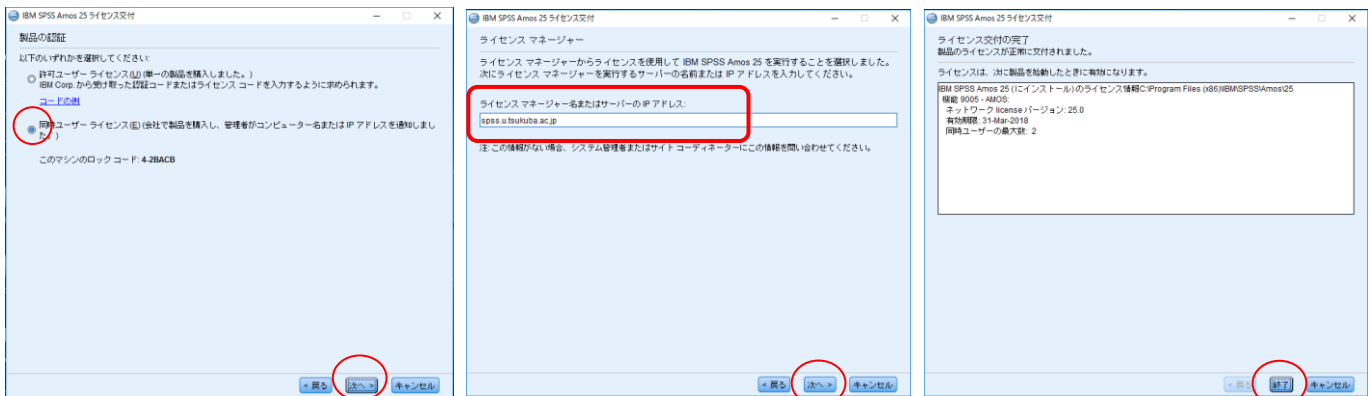 IBM SPSS Amos 25 ライセンス交付
製品の認証
以下のいずれかを選択してください:
許可ユーザー ライセンス(U) (単一の製品を購入しました。)
IBM Corp. から受け取った認証コードまたはライセンス コードを入力するように求められます。
コードの例
同時ユーザー ライセンス(E) (会社で製品を購入し、管理者がコンピューター名または IP アドレスを通知しまし
た。)
このマシンのロック コード: 4-2BACB
< 戻る
次へ >
キャンセル
IBM SPSS Amos 25 ライセンス交付
ライセンス マネージャー
ライセンス マネージャーからライセンスを使用して IBM SPSS Amos 25 を実行することを選択しました。
次にライセンス マネージャーを実行するサーバーの名前または IP アドレスを入力してください。
ライセンス マネージャー名またはサーバーの IP アドレス:
spss.u.tsukuba.ac.jp
注: この情報がない場合、システム管理者またはサイト コーディネーターにこの情報を問い合わせてください。
< 戻る
次へ >
キャンセル
IBM SPSS Amos 25 ライセンス交付
ライセンス交付の完了
製品のライセンスが正常に交付されました。
ライセンスは、次に製品を始動したときに有効になります。
IBM SPSS Amos 25 (にインストール)のライセンス情報C:\Program Files (x86)\IBM\SPSS\Amos\25
機能 9005 - AMOS:
ネットワーク license バージョン: 25.0
有効期限: 31-Mar-2018
同時ユーザーの最大数: 2
< 戻る
終了
キャンセル